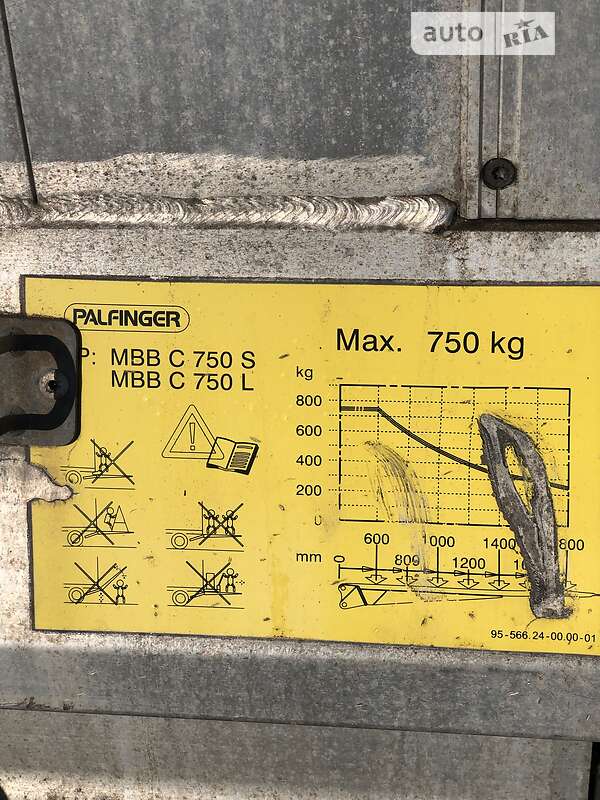 auto RIA
PALFINGER
P: MBB C 750 S
MBB C 750 L
Max. 750 kg
kg
800
600
400
200
0
600 1000 1400 800
mm 0 800 1200
95-566.24-00.00-01